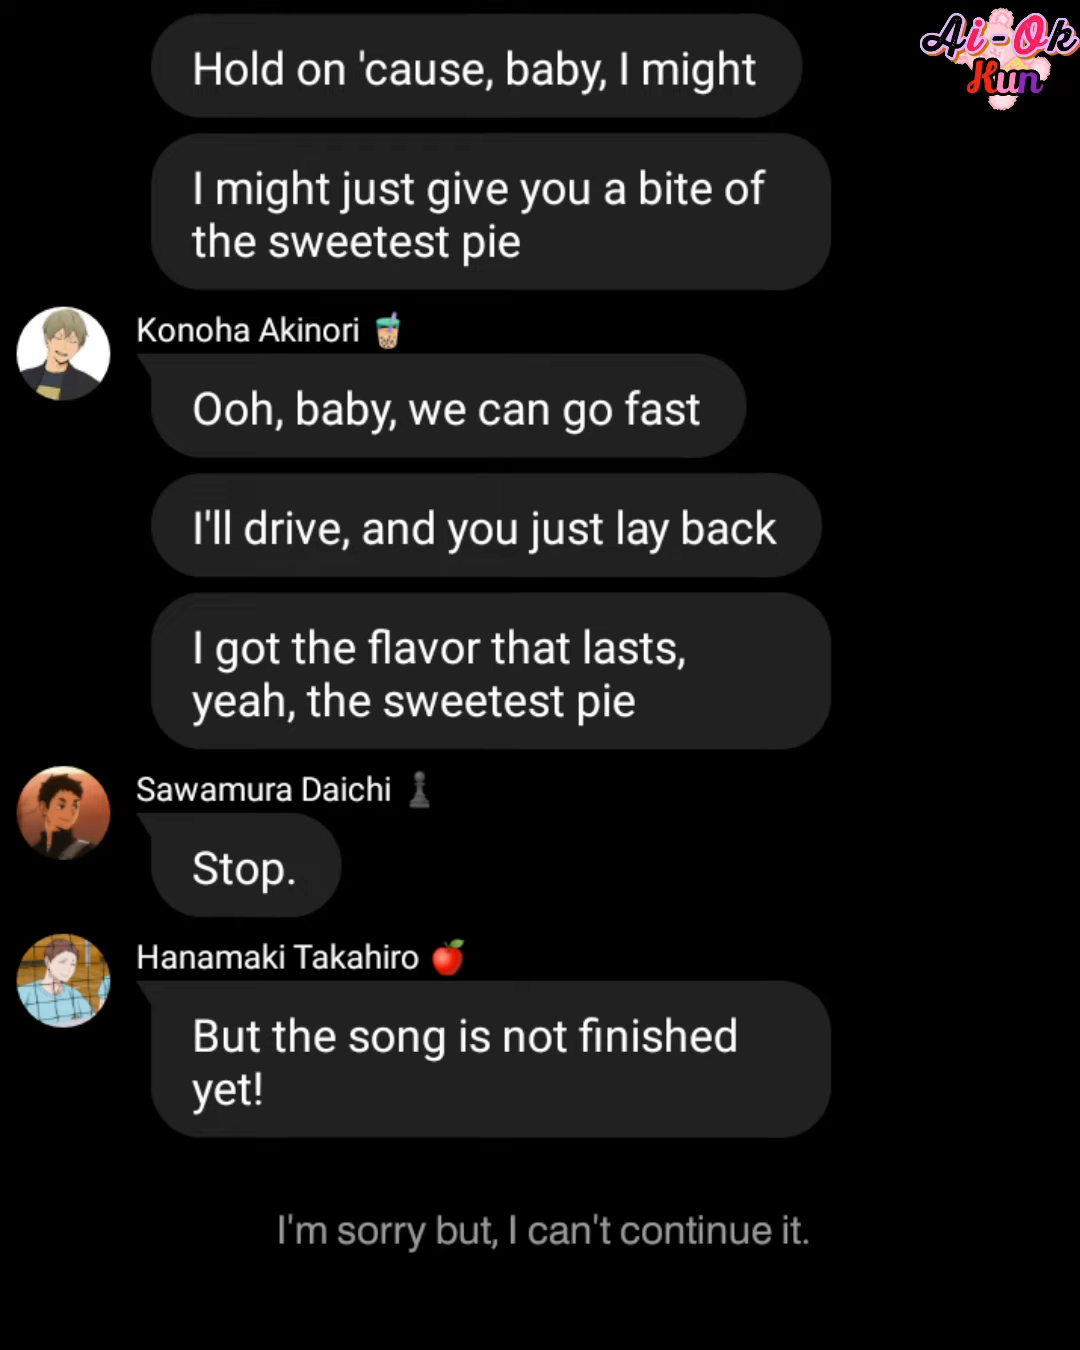 Ai-Ok
Kun
Hold on 'cause, baby, I might
I might just give you a bite of
the sweetest pie
Konoha Akinori 🧋
Ooh, baby, we can go fast
I'll drive, and you just lay back
I got the flavor that lasts,
yeah, the sweetest pie
Sawamura Daichi ♟️
Stop.
Hanamaki Takahiro 🍎
But the song is not finished
yet!
I'm sorry but, I can't continue it.